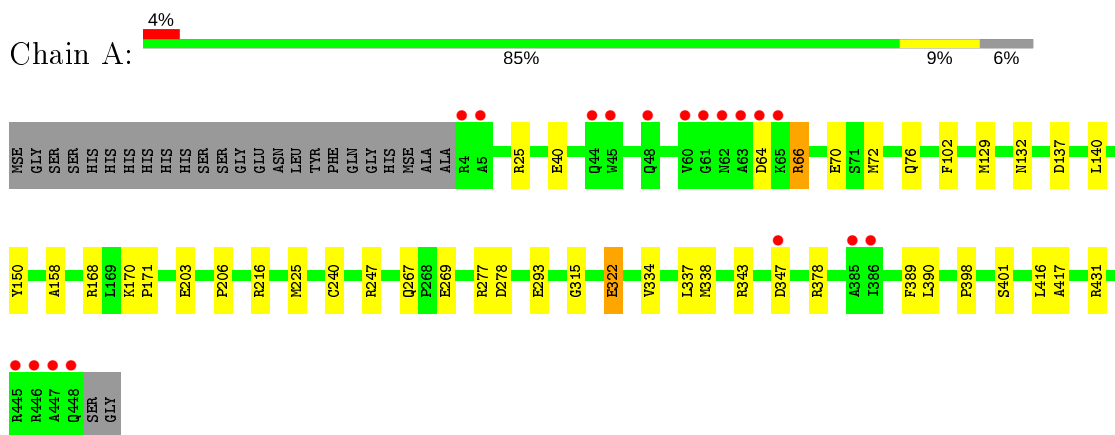 4%
Chain A:
85% 9% 6%
MSE GLY SER SER HIS HIS HIS HIS HIS HIS SER SER GLY GLU ASN LEU TYR PHE GLN GLY HIS MSE ALA ALA R4 A5 R25 E40 Q44 W45 Q48 V60 G61 N62 A63 D64 K65 R66 E70 S71 M72 Q76 F102 M129 N132 D137 L140
Y150 A158 R168 L169 K170 P171 E203 P206 R216 M225 C240 R247 Q267 P268 E269 R277 D278 E293 G315 E322 V334 L337 M338 R343 D347 R378 A385 I386 F389 L390 P398 S401 L416 A417 R431
R445 R446 A447 Q448 SER GLY